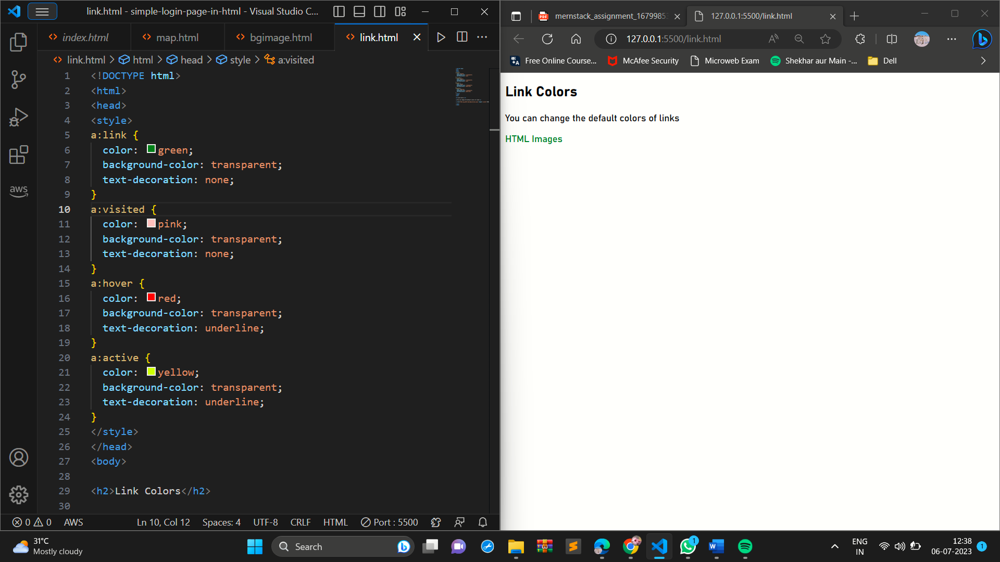 link.html - simple-login-page-in-html - Visual Studio C...
index.html
map.html
bgimage.html
link.html
link.html > html > head > style > a:visited
1 <!DOCTYPE html>
2 <html>
3 <head>
4 <style>
5 a:link {
6 color: green;
7 background-color: transparent;
8 text-decoration: none;
9 }
10 a:visited {
11 color: pink;
12 background-color: transparent;
13 text-decoration: none;
14 }
15 a:hover {
16 color: red;
17 background-color: transparent;
18 text-decoration: underline;
19 }
20 a:active {
21 color: yellow;
22 background-color: transparent;
23 text-decoration: underline;
24 }
25 </style>
26 </head>
27 <body>
28
29 <h2>Link Colors</h2>
30
aws
0 0 AWS Ln 10, Col 12 Spaces: 4 UTF-8 CRLF HTML Port : 5500
PDF mernstack_assignment_1679985
127.0.0.1:5500/link.html
127.0.0.1:5500/link.html
Free Online Course...
McAfee Security
Microweb Exam
Shekhar aur Main -...
Dell
Link Colors
You can change the default colors of links
HTML Images
31°C
Mostly cloudy
Search
1
ENG
IN
12:38
06-07-2023
1